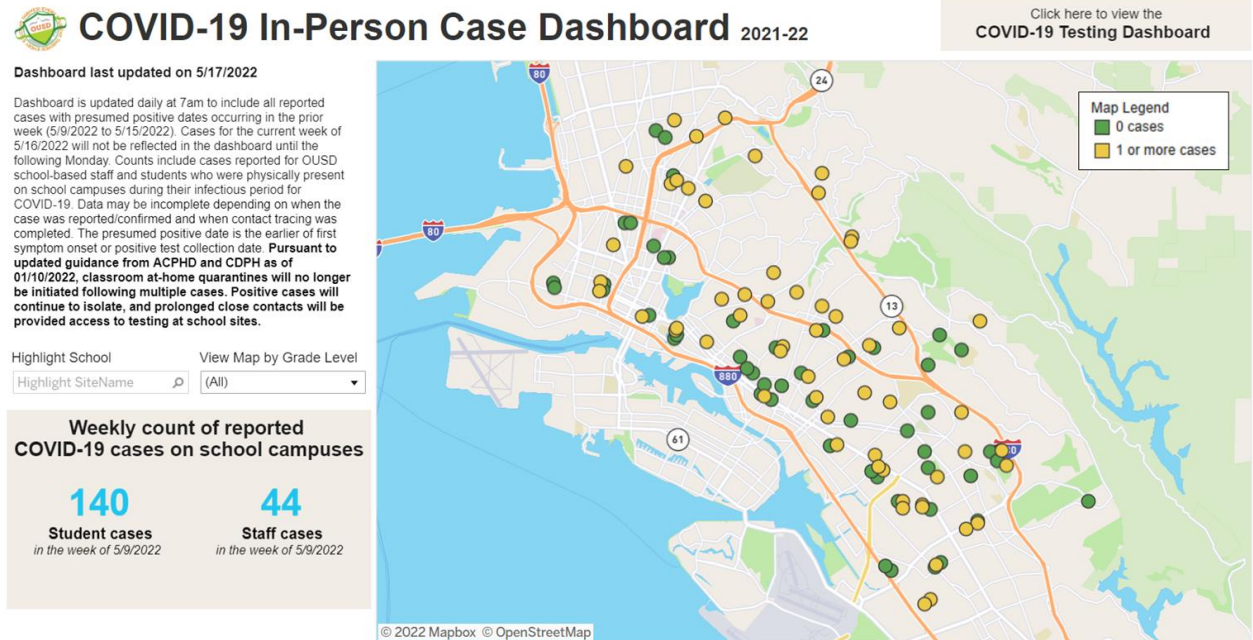 OUSD
COVID-19 In-Person Case Dashboard 2021-22
Click here to view the
COVID-19 Testing Dashboard
Dashboard last updated on 5/17/2022
Dashboard is updated daily at 7am to include all reported
cases with presumed positive dates occurring in the prior
week (5/9/2022 to 5/15/2022). Cases for the current week of
5/16/2022 will not be reflected in the dashboard until the
following Monday. Counts include cases reported for OUSD
school-based staff and students who were physically present
on school campuses during their infectious period for
COVID-19. Data may be incomplete depending on when the
case was reported/confirmed and when contact tracing was
completed. The presumed positive date is the earlier of first
symptom onset or positive test collection date. Pursuant to
updated guidance from ACPHD and CDPH as of
01/10/2022, classroom at-home quarantines will no longer
be initiated following multiple cases. Positive cases will
continue to isolate, and prolonged close contacts will be
provided access to testing at school sites.
Highlight School
View Map by Grade Level
Highlight SiteName
(All)
Weekly count of reported
COVID-19 cases on school campuses
140
44
Student cases
Staff cases
in the week of 5/9/2022
in the week of 5/9/2022
80
24
Map Legend
0 cases
1 or more cases
80
13
880
61
© 2022 Mapbox © OpenStreetMap